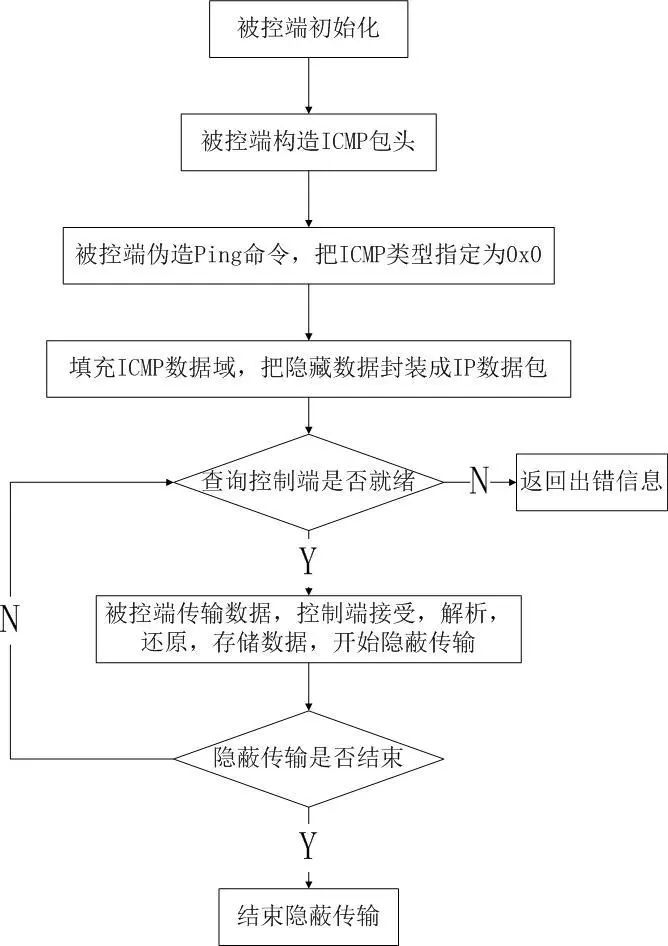 被控端初始化
被控端构造ICMP包头
被控端伪造Ping命令，把ICMP类型指定为0x0
填充ICMP数据域，把隐藏数据封装成IP数据包
查询控制端是否就绪
N
返回出错信息
Y
被控端传输数据，控制端接受，解析，
还原，存储数据，开始隐蔽传输
N
隐蔽传输是否结束
Y
结束隐蔽传输